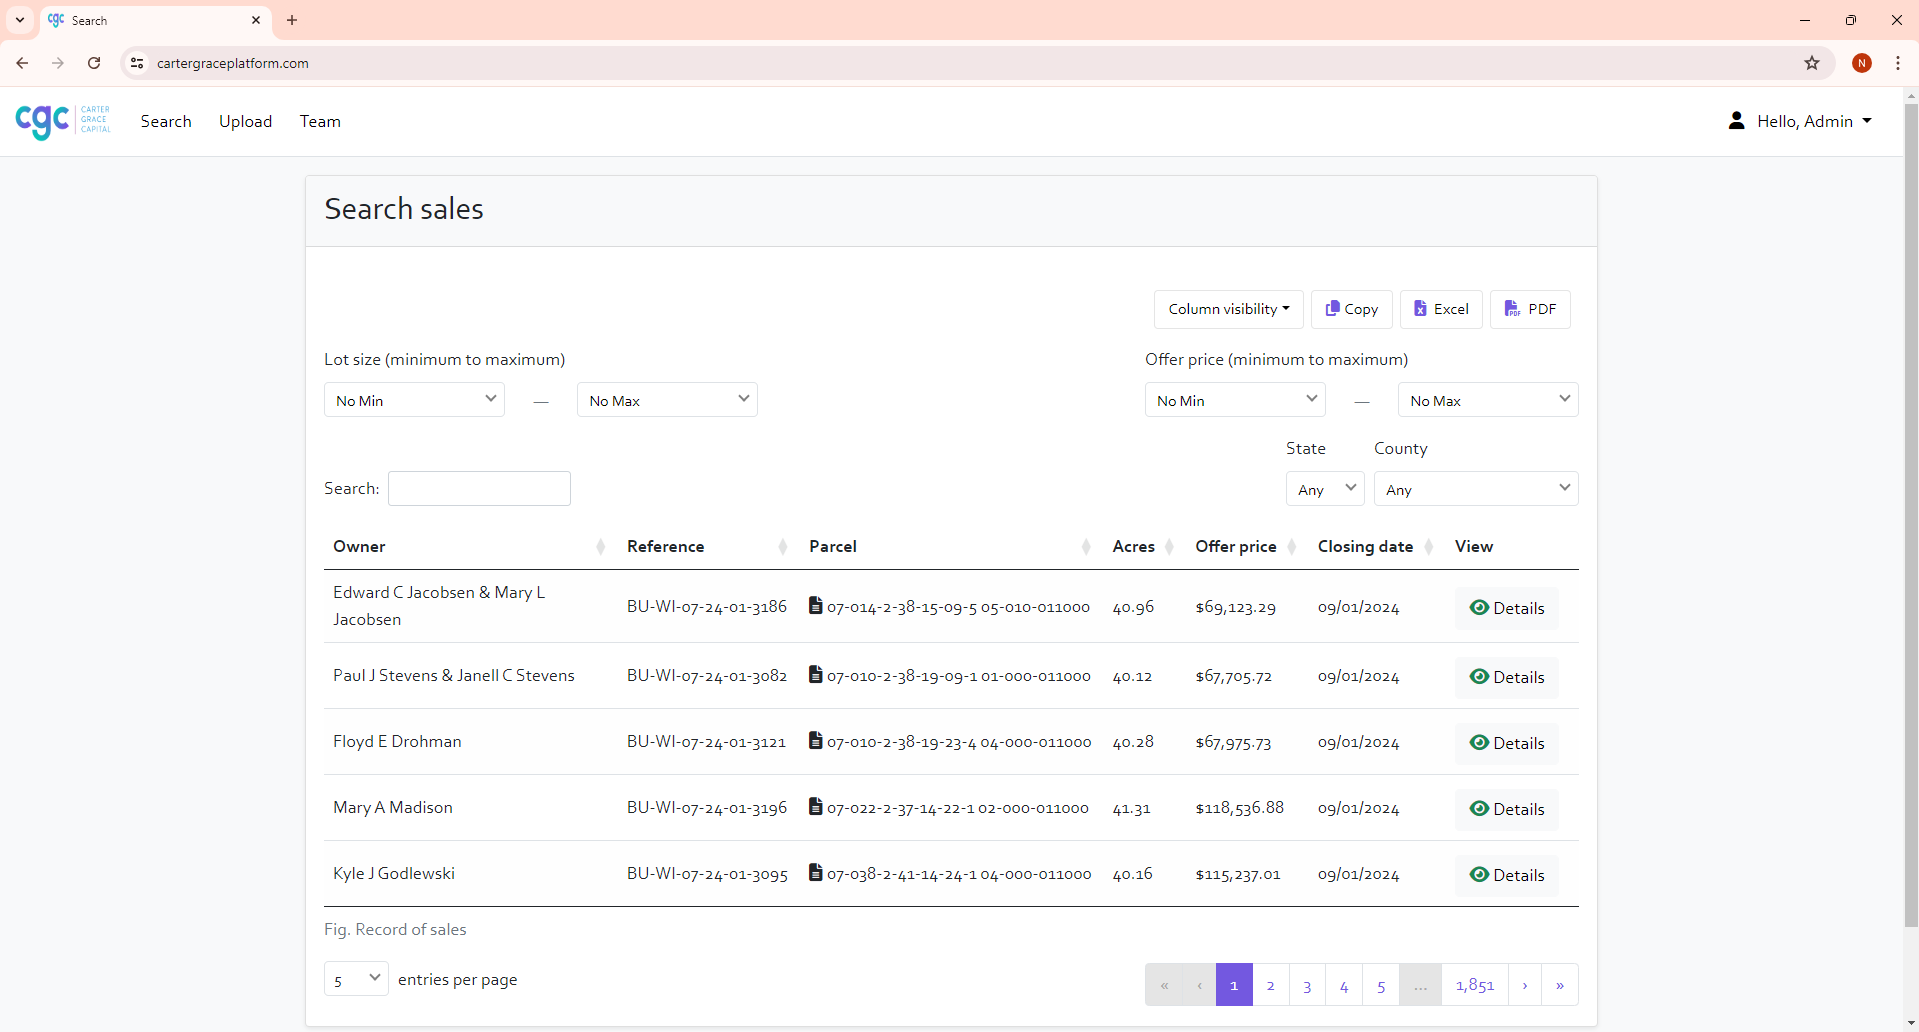 cgc Search
cartergraceplatform.com
N
cgc CARTER GRACE CAPITAL
Search Upload Team
Hello, Admin
Search sales
Column visibility Copy Excel PDF
Lot size (minimum to maximum) Offer price (minimum to maximum)
No Min — No Max No Min — No Max
State County
Search: Any Any
Owner Reference Parcel Acres Offer price Closing date View
Edward C Jacobsen & Mary L
Jacobsen
BU-WI-07-24-01-3186 07-014-2-38-15-09-5 05-010-011000 40.96 $69,123.29 09/01/2024 Details
Paul J Stevens & Janell C Stevens BU-WI-07-24-01-3082 07-010-2-38-19-09-1 01-000-011000 40.12 $67,705.72 09/01/2024 Details
Floyd E Drohman BU-WI-07-24-01-3121 07-010-2-38-19-23-4 04-000-011000 40.28 $67,975.73 09/01/2024 Details
Mary A Madison BU-WI-07-24-01-3196 07-022-2-37-14-22-1 02-000-011000 41.31 $118,536.88 09/01/2024 Details
Kyle J Godlewski BU-WI-07-24-01-3095 07-038-2-41-14-24-1 04-000-011000 40.16 $115,237.01 09/01/2024 Details
Fig. Record of sales
5 entries per page
« ‹ 1 2 3 4 5 … 1,851 › »